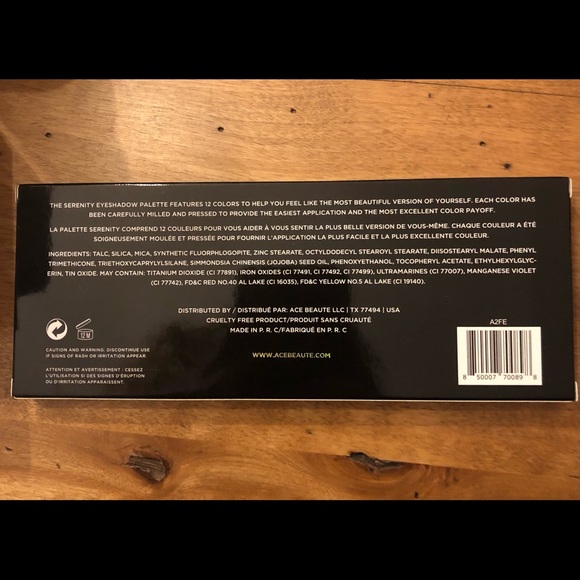 THE SERENITY EYESHADOW PALETTE FEATURES 12 COLORS TO HELP YOU FEEL LIKE THE MOST BEAUTIFUL VERSION OF YOURSELF. EACH COLOR HAS
BEEN CAREFULLY MILLED AND PRESSED TO PROVIDE THE EASIEST APPLICATION AND THE MOST EXCELLENT COLOR PAYOFF.
LA PALETTE SERENITY COMPREND 12 COULEURS POUR VOUS AIDER À VOUS SENTIR LA PLUS BELLE VERSION DE VOUS-MÊME. CHAQUE COULEUR A ÉTÉ
SOIGNEUSEMENT MOULÉE ET PRESSÉE POUR FOURNIR L'APPLICATION LA PLUS FACILE ET LA PLUS EXCELLENTE COULEUR.
INGREDIENTS: TALC, SILICA, MICA, SYNTHETIC FLUORPHLOGOPITE, ZINC STEARATE, OCTYLDODECYL STEAROYL STEARATE, DIISOSTEARYL MALATE, PHENYL
TRIMETHICONE, TRIETHOXYCAPRYLYLSILANE, SIMMONDSIA CHINENSIS (JOJOBA) SEED OIL, PHENOXYETHANOL, TOCOPHERYL ACETATE, ETHYLHEXYLGLYC-
ERIN, TIN OXIDE. MAY CONTAIN: TITANIUM DIOXIDE (CI 77891), IRON OXIDES (CI 77491, CI 77492, CI 77499), ULTRAMARINES (CI 77007), MANGANESE VIOLET
(CI 77742), FD&C RED NO.40 AL LAKE (CI 16035), FD&C YELLOW NO.5 AL LAKE (CI 19140).
DISTRIBUTED BY / DISTRIBUÉ PAR: ACE BEAUTE LLC | TX 77494 | USA
CRUELTY FREE PRODUCT/PRODUIT SANS CRUAUTÉ
MADE IN P. R. C/FABRIQUÉ EN P. R. C
WWW.ACEBEAUTE.COM
12 M
CAUTION AND WARNING: DISCONTINUE USE
IF SIGNS OF RASH OR IRRITATION APPEAR.
ATTENTION ET AVERTISSEMENT : CESSEZ
L'UTILISATION SI DES SIGNES D'ÉRUPTION
OU D'IRRITATION APPARAISSENT.
A2FE
8 50007 70089 8